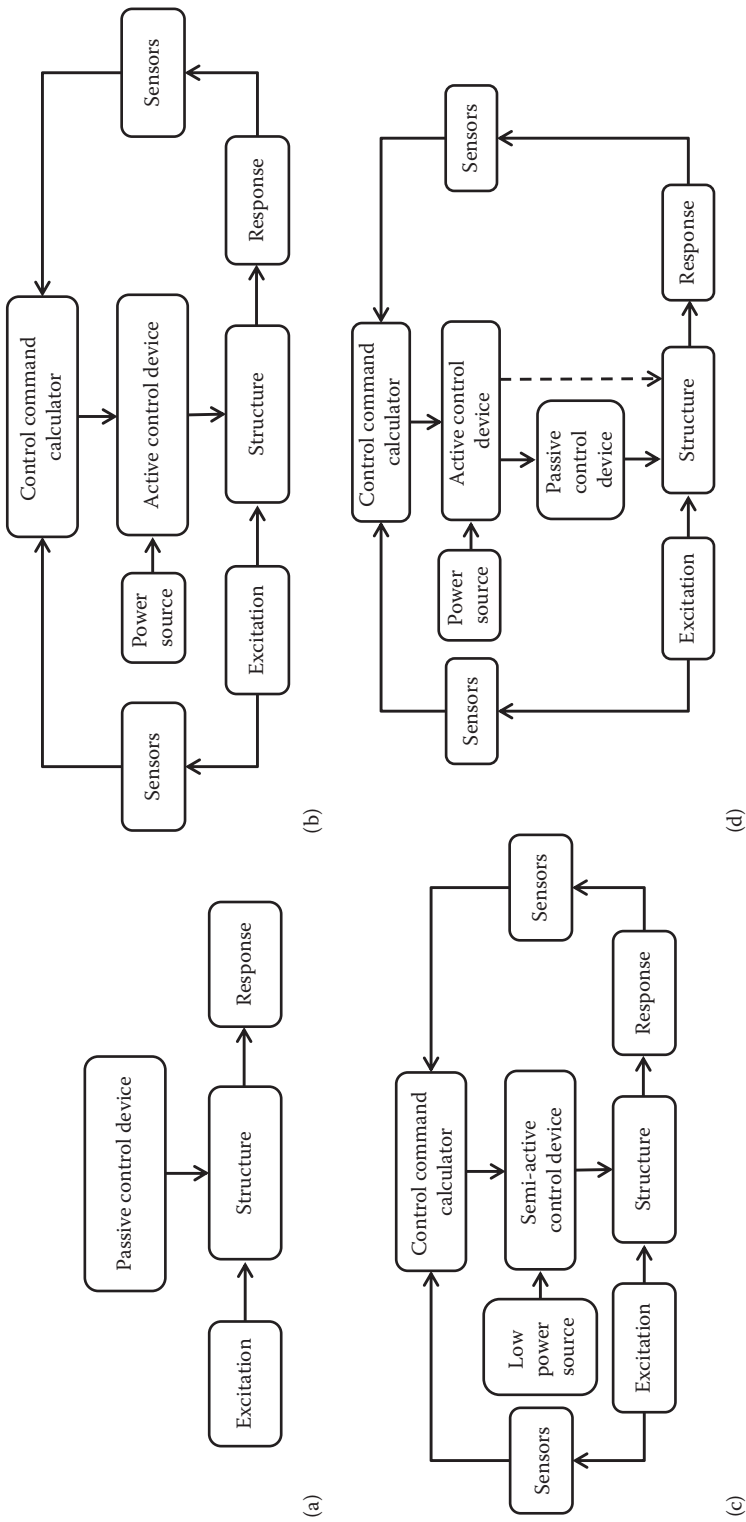 Passive control device
Excitation
Structure
Response
(a)
Control command
calculator
Sensors
Power
source
Active control device
Sensors
Excitation
Structure
Response
(b)
Control command
calculator
Sensors
Low
power
source
Semi-active
control device
Sensors
Excitation
Structure
Response
(c)
Control command
calculator
Sensors
Power
source
Active control
device
Sensors
Passive
control
device
Excitation
Structure
Response
(d)